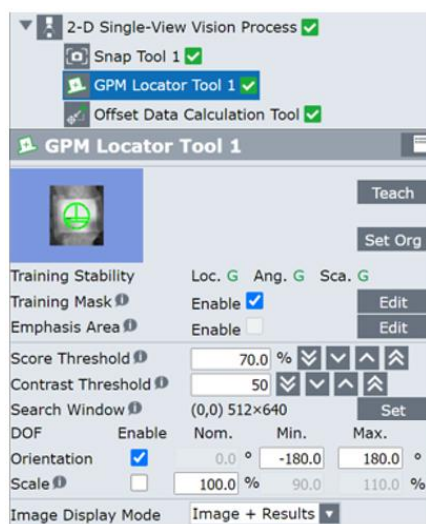 2-D Single-View Vision Process
Snap Tool 1
GPM Locator Tool 1
Offset Data Calculation Tool
GPM Locator Tool 1
Teach
Set Org
Training Stability Loc. G Ang. G Sca. G
Training Mask Enable Edit
Emphasis Area Enable Edit
Score Threshold 70.0 %
Contrast Threshold 50
Search Window (0,0) 512×640 Set
DOF Enable Nom. Min. Max.
Orientation 0.0 ° -180.0 180.0 °
Scale 100.0 % 90.0 110.0 %
Image Display Mode Image + Results